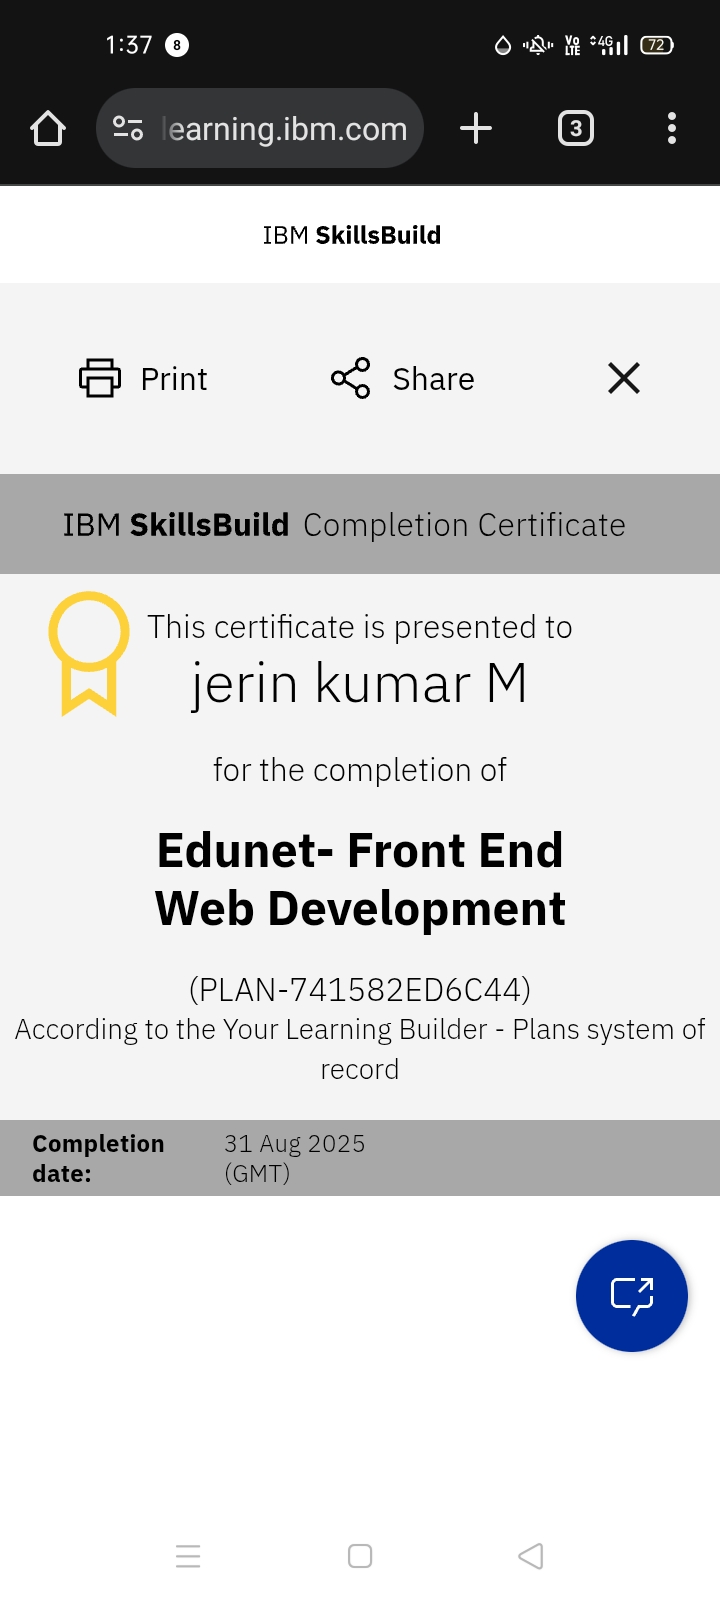 1:37 8 Vo LTE 4G 72
learning.ibm.com 3
IBM SkillsBuild
Print Share
IBM SkillsBuild Completion Certificate
This certificate is presented to
jerin kumar M
for the completion of
Edunet- Front End
Web Development
(PLAN-741582ED6C44)
According to the Your Learning Builder - Plans system of
record
Completion date: 31 Aug 2025 (GMT)